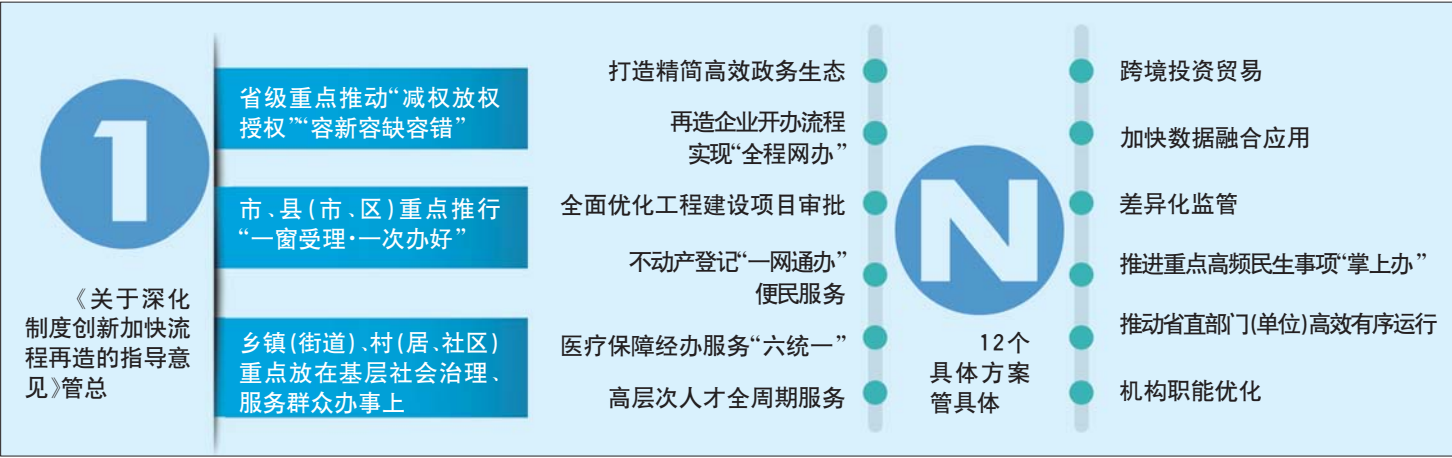 1
《关于深化
制度创新加快流
程再造的指导意
见》管总
省级重点推动“减权放权
授权”“容新容缺容错”
市、县(市、区)重点推行
“一窗受理·一次办好”
乡镇(街道)、村(居、社区)
重点放在基层社会治理、
服务群众办事上
打造精简高效政务生态
再造企业开办流程
实现“全程网办”
全面优化工程建设项目审批
不动产登记“一网通办”
便民服务
医疗保障经办服务“六统一”
高层次人才全周期服务
N
12个
具体方案
管具体
跨境投资贸易
加快数据融合应用
差异化监管
推进重点高频民生事项“掌上办”
推动省直部门(单位)高效有序运行
机构职能优化